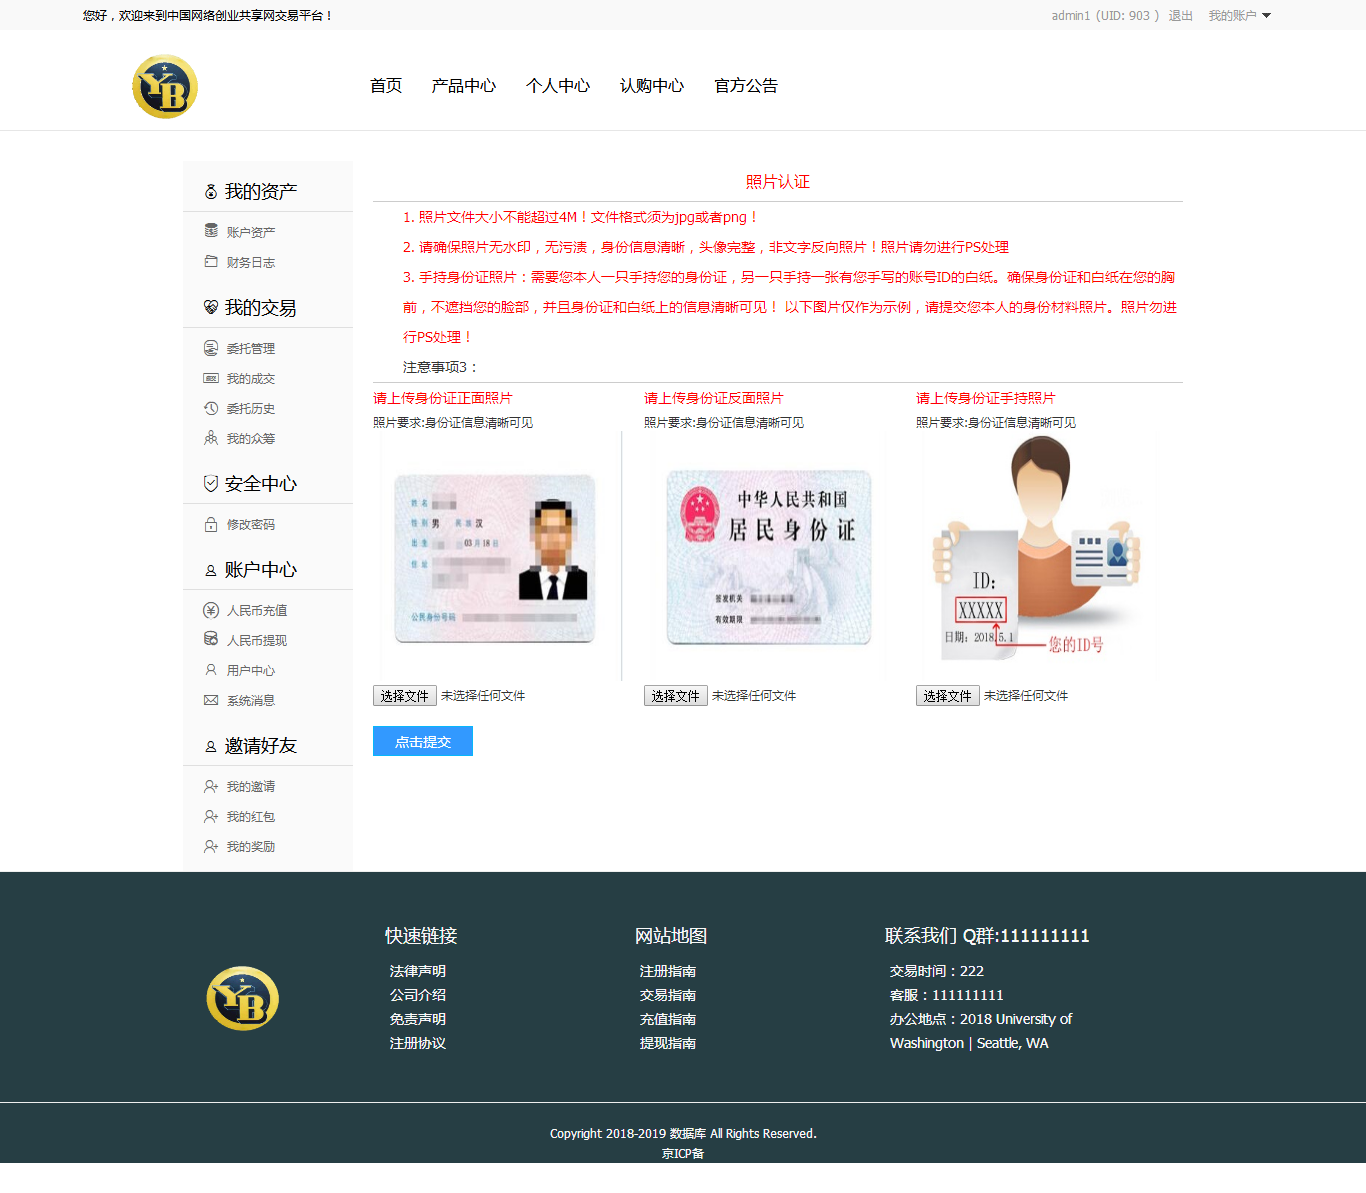 您好，欢迎来到中国网络创业共享网交易平台！
admin1 (UID: 903 ) 退出 我的账户
YB
首页 产品中心 个人中心 认购中心 官方公告
我的资产
账户资产
财务日志
我的交易
委托管理
我的成交
委托历史
我的众筹
安全中心
修改密码
账户中心
人民币充值
人民币提现
用户中心
系统消息
邀请好友
我的邀请
我的红包
我的奖励
照片认证
1. 照片文件大小不能超过4M！文件格式须为jpg或者png！
2. 请确保照片无水印，无污渍，身份信息清晰，头像完整，非文字反向照片！照片请勿进行PS处理
3. 手持身份证照片：需要您本人一只手持您的身份证，另一只手持一张有您手写的账号ID的白纸。确保身份证和白纸在您的胸
前，不遮挡您的脸部，并且身份证和白纸上的信息清晰可见！ 以下图片仅作为示例，请提交您本人的身份材料照片。照片勿进
行PS处理！
注意事项3：
请上传身份证正面照片
照片要求:身份证信息清晰可见
姓名
性别 男 民族 汉
出生 03 月 18 日
住址
公民身份号码
选择文件 未选择任何文件
请上传身份证反面照片
照片要求:身份证信息清晰可见
中华人民共和国
居民身份证
签发机关
有效期限
选择文件 未选择任何文件
请上传身份证手持照片
照片要求:身份证信息清晰可见
ID:
XXXXX
日期: 2018.5.1
您的ID号
选择文件 未选择任何文件
点击提交
YB
快速链接
法律声明
公司介绍
免责声明
注册协议
网站地图
注册指南
交易指南
充值指南
提现指南
联系我们 Q群:111111111
交易时间：222
客服：111111111
办公地点：2018 University of
Washington | Seattle, WA
Copyright 2018-2019 数据库 All Rights Reserved.
京ICP备